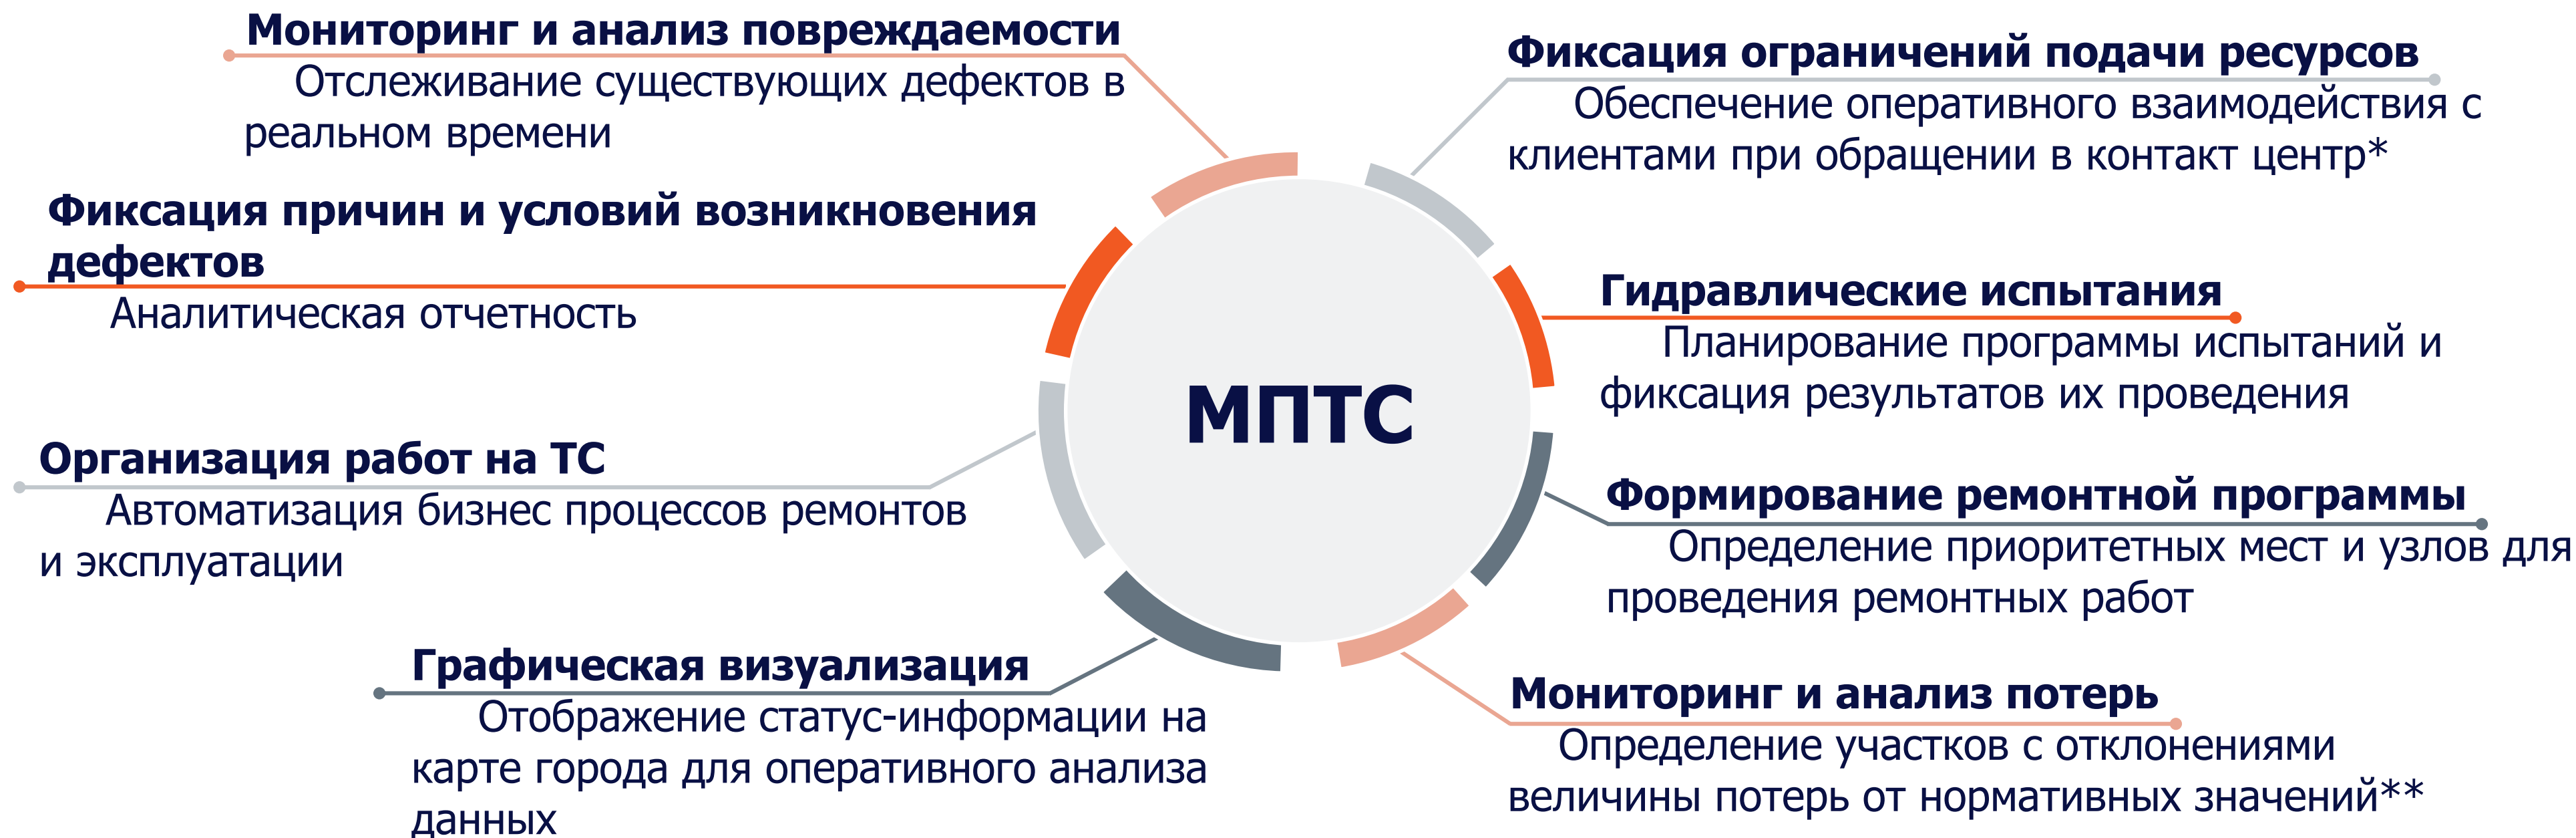 Мониторинг и анализ повреждаемости
Отслеживание существующих дефектов в
реальном времени
Фиксация причин и условий возникновения
дефектов
Аналитическая отчетность
Организация работ на ТС
Автоматизация бизнес процессов ремонтов
и эксплуатации
Графическая визуализация
Отображение статус-информации на
карте города для оперативного анализа
данных
МПТС
Фиксация ограничений подачи ресурсов
Обеспечение оперативного взаимодействия с
клиентами при обращении в контакт центр*
Гидравлические испытания
Планирование программы испытаний и
фиксация результатов их проведения
Формирование ремонтной программы
Определение приоритетных мест и узлов для
проведения ремонтных работ
Мониторинг и анализ потерь
Определение участков с отклонениями
величины потерь от нормативных значений**